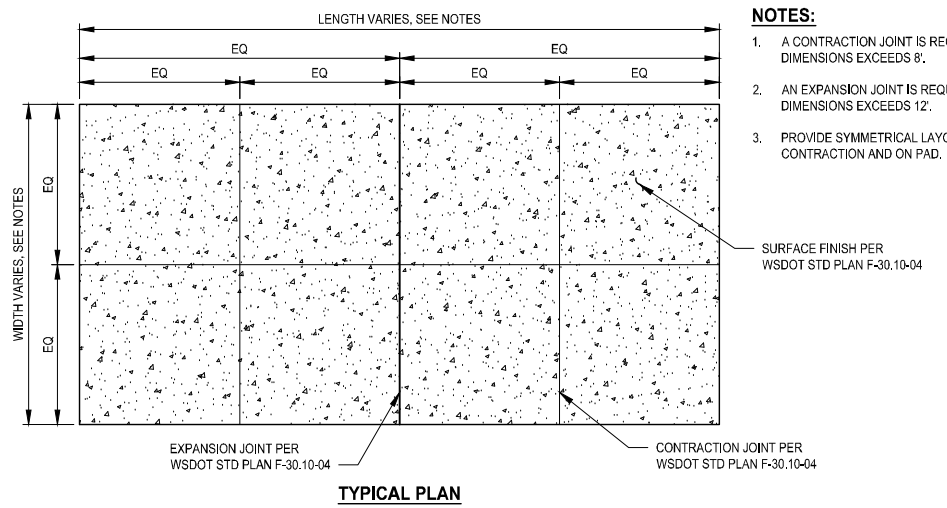 LENGTH VARIES, SEE NOTES
EQ
EQ
EQ
EQ
EQ
EQ
WIDTH VARIES, SEE NOTES
EQ
EQ
SURFACE FINISH PER
WSDOT STD PLAN F-30.10-04
EXPANSION JOINT PER
WSDOT STD PLAN F-30.10-04
CONTRACTION JOINT PER
WSDOT STD PLAN F-30.10-04
TYPICAL PLAN
NOTES:
1. A CONTRACTION JOINT IS
DIMENSIONS EXCEEDS 8'.
2. AN EXPANSION JOINT IS
DIMENSIONS EXCEEDS 12'.
3. PROVIDE SYMMETRICAL
CONTRACTION AND ON PAD.